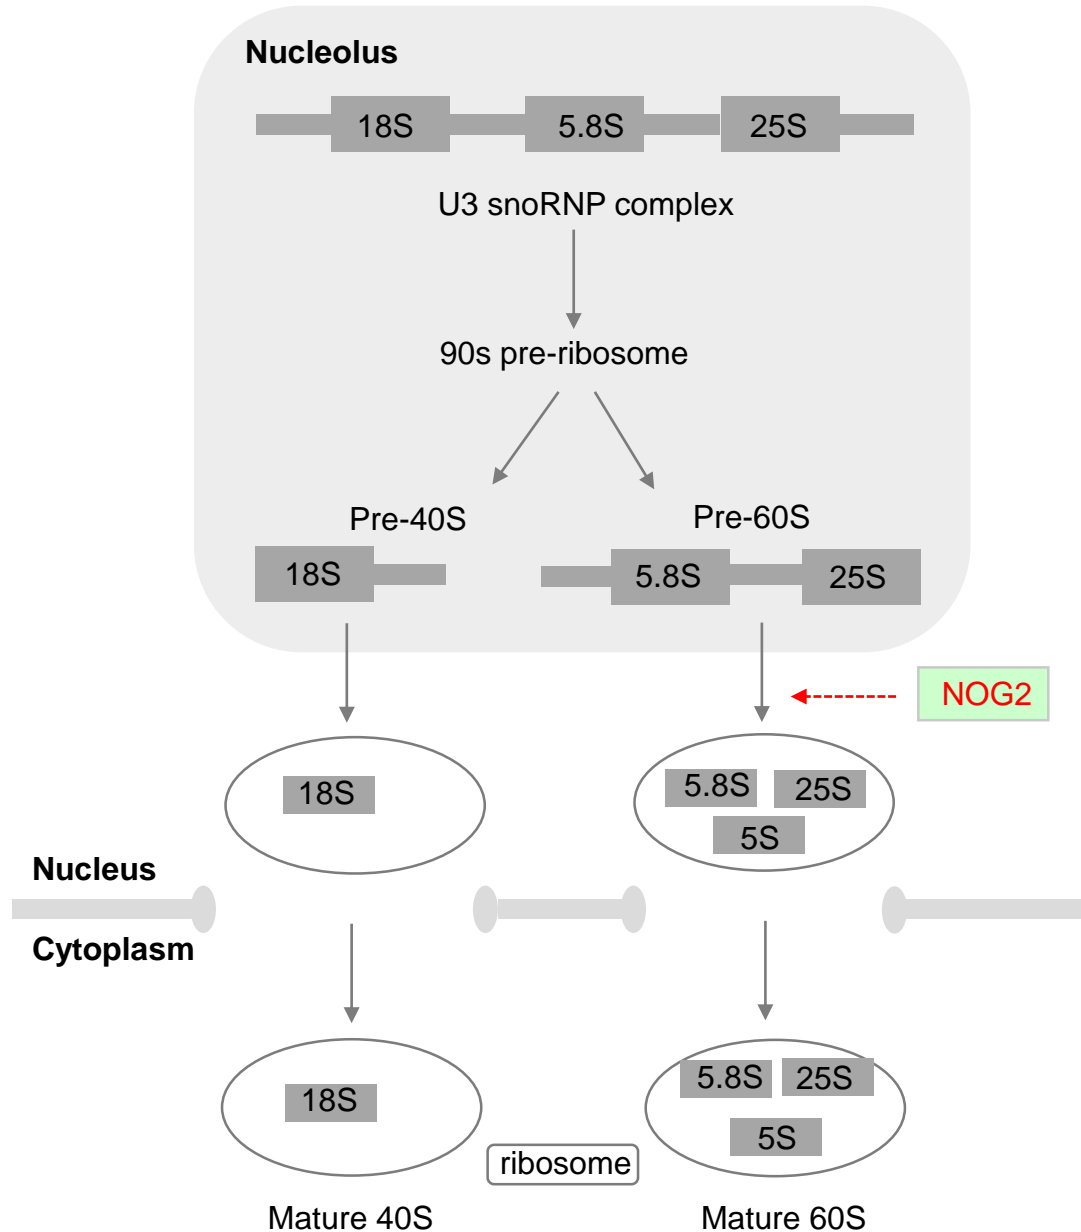 Nucleolus
18S 5.8S 25S
U3 snoRNP complex
90s pre-ribosome
Pre-40S Pre-60S
18S 5.8S 25S
NOG2
18S 5.8S 25S
5S
Nucleus
Cytoplasm
18S 5.8S 25S
5S
ribosome
Mature 40S Mature 60S